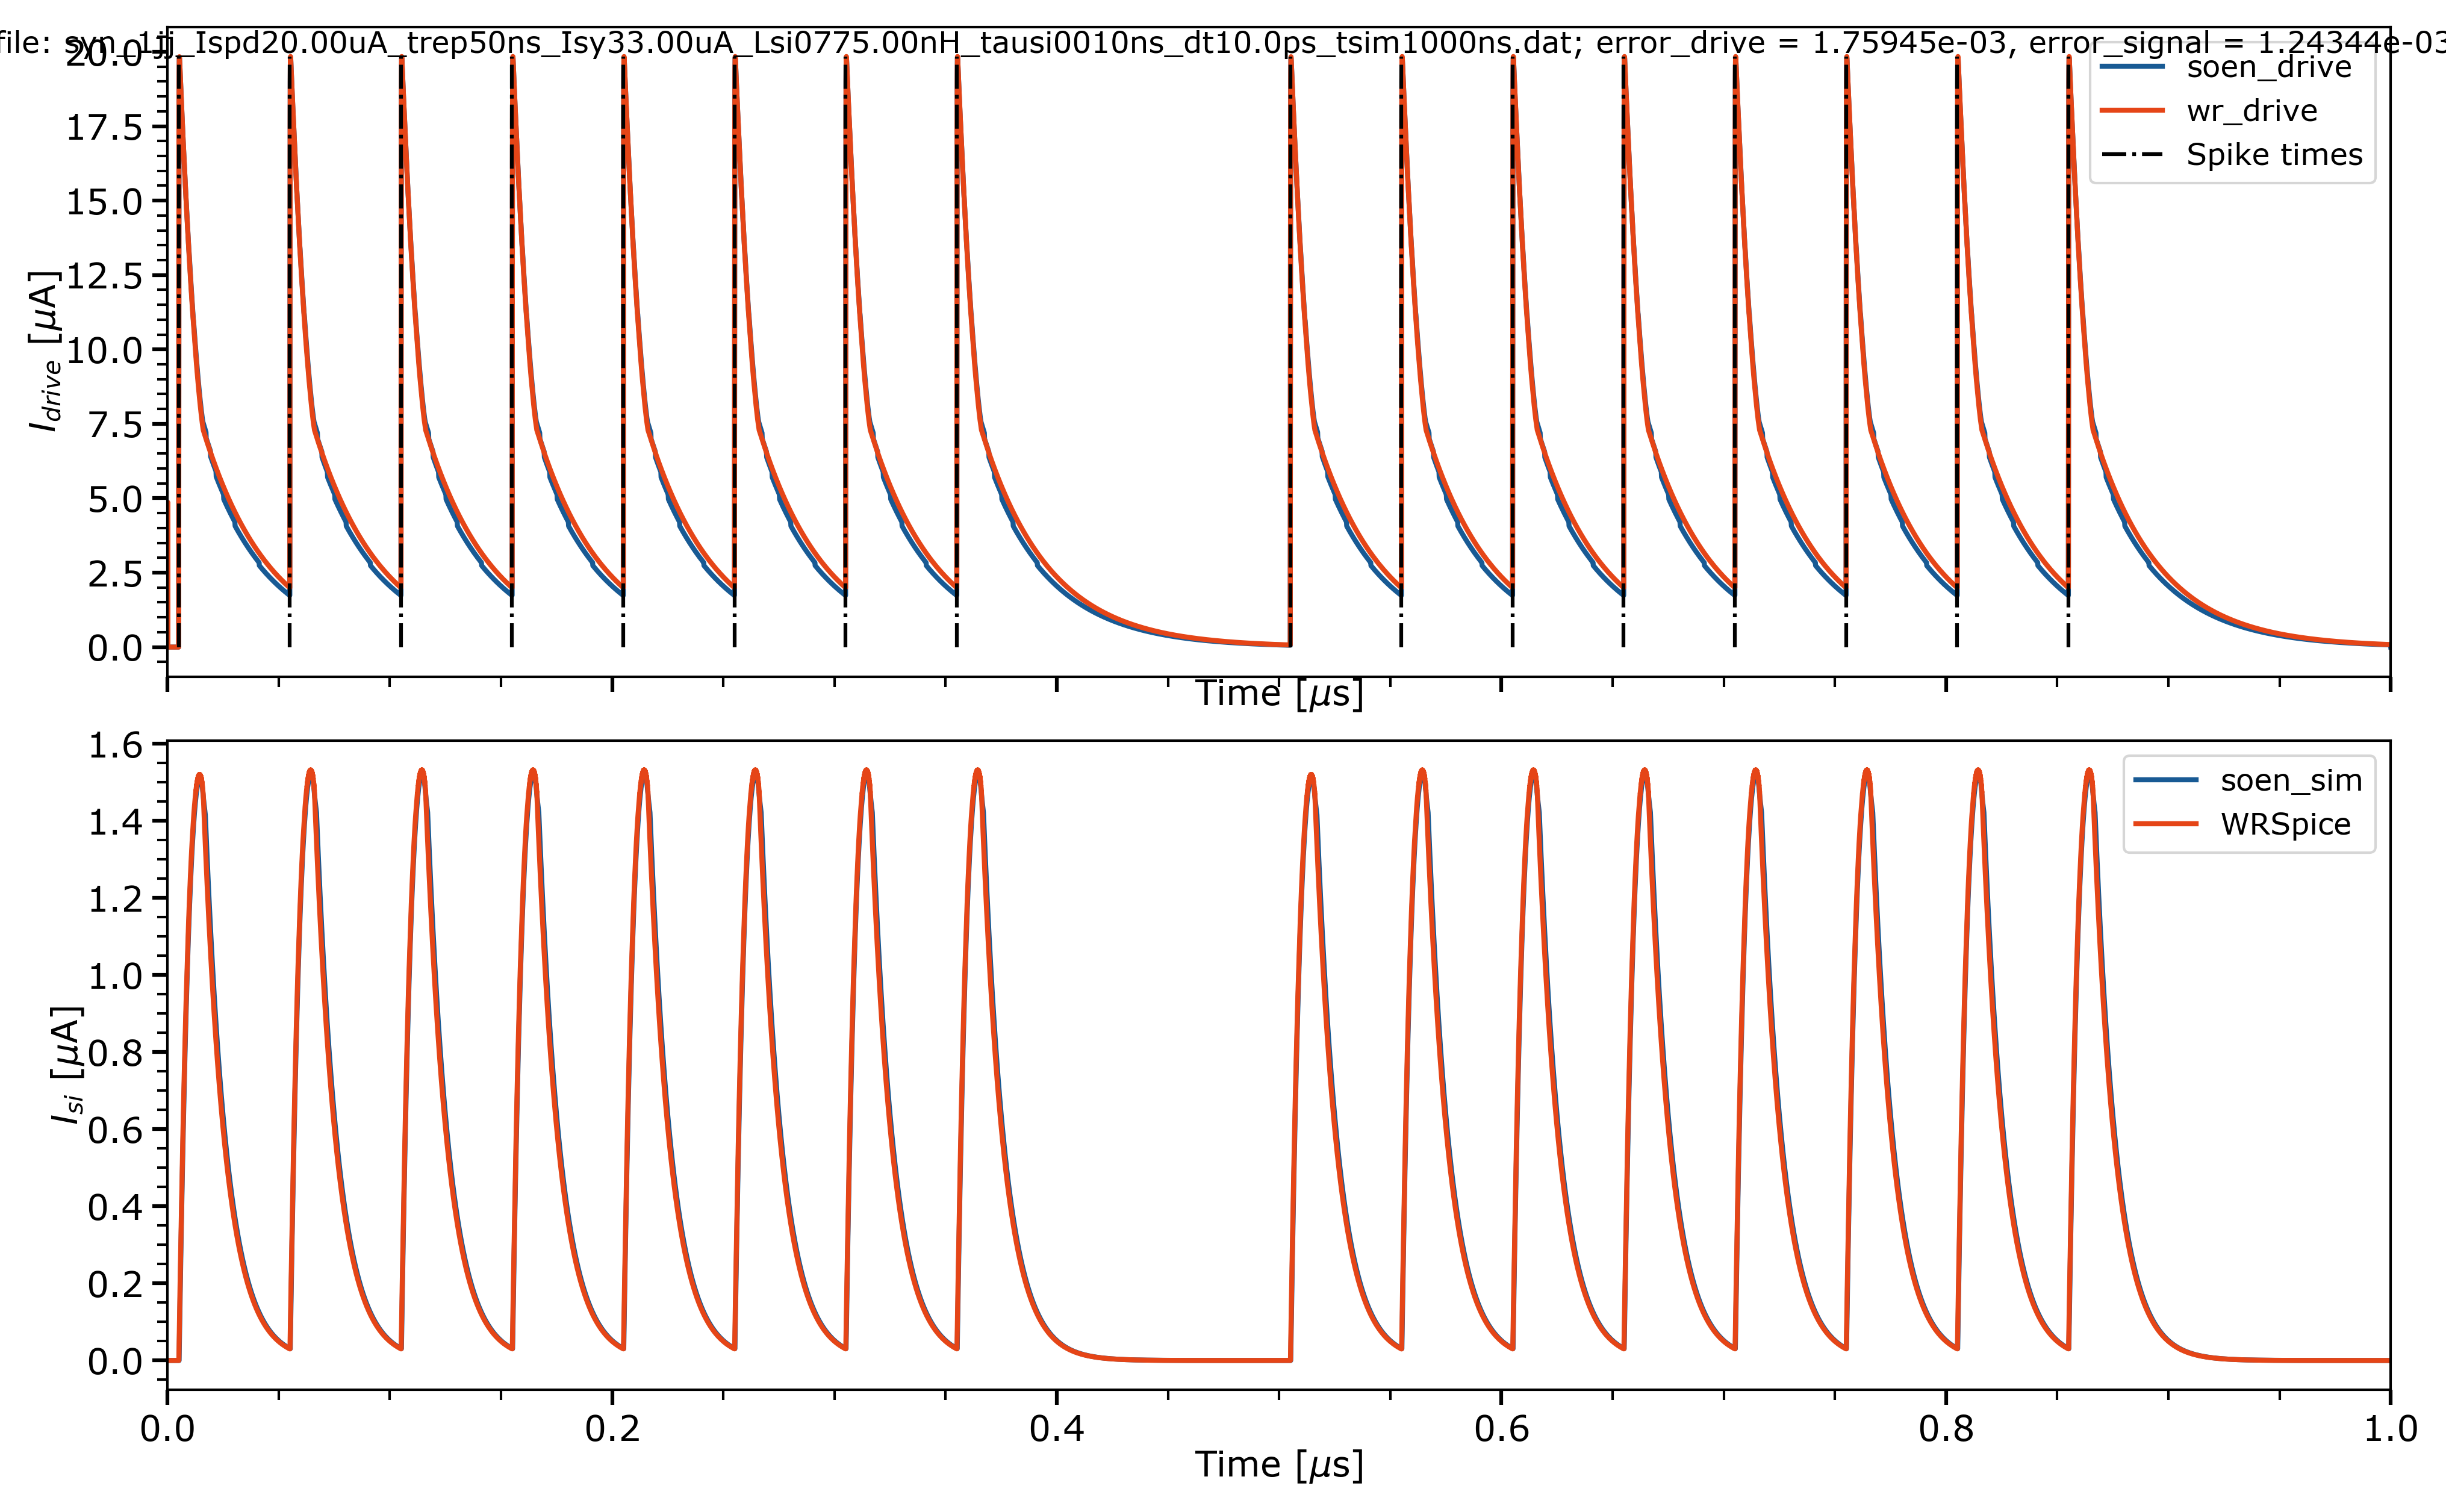 file: syn_1jj_Ispd20.00uA_trep50ns_Isy33.00uA_Lsi0775.00nH_tausi0010ns_dt10.0ps_tsim1000ns.dat; error_drive = 1.75945e-03, error_signal = 1.24344e-03
soen_drive
wr_drive
Spike times
20.0
17.5
15.0
12.5
10.0
7.5
5.0
2.5
0.0
I_drive [μA]
Time [μs]
soen_sim
WRSpice
1.6
1.4
1.2
1.0
0.8
0.6
0.4
0.2
0.0
I_si [μA]
0.0 0.2 0.4 0.6 0.8 1.0
Time [μs]